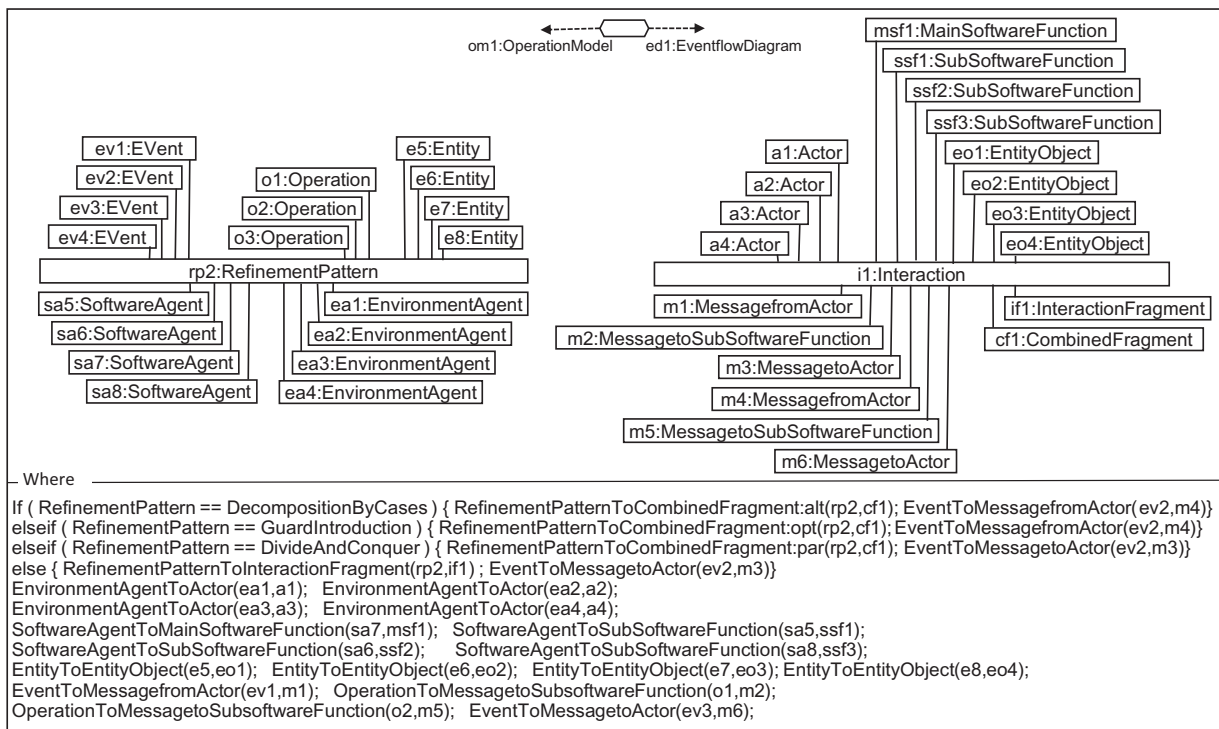 om1:OperationModel
ed1:EventflowDiagram
msf1:MainSoftwareFunction
ssf1:SubSoftwareFunction
ssf2:SubSoftwareFunction
ssf3:SubSoftwareFunction
ev1:EVent
ev2:EVent
ev3:EVent
ev4:EVent
o1:Operation
o2:Operation
o3:Operation
e5:Entity
e6:Entity
e7:Entity
e8:Entity
a1:Actor
a2:Actor
a3:Actor
a4:Actor
eo1:EntityObject
eo2:EntityObject
eo3:EntityObject
eo4:EntityObject
rp2:RefinementPattern
i1:Interaction
sa5:SoftwareAgent
sa6:SoftwareAgent
sa7:SoftwareAgent
sa8:SoftwareAgent
ea1:EnvironmentAgent
ea2:EnvironmentAgent
ea3:EnvironmentAgent
ea4:EnvironmentAgent
m1:MessagefromActor
m2:MessagetoSubSoftwareFunction
m3:MessagetoActor
m4:MessagefromActor
m5:MessagetoSubSoftwareFunction
m6:MessagetoActor
if1:InteractionFragment
cf1:CombinedFragment
Where
If ( RefinementPattern == DecompositionByCases ) { RefinementPatternToCombinedFragment:alt(rp2,cf1); EventToMessagefromActor(ev2,m4)}
elseif ( RefinementPattern == GuardIntroduction ) { RefinementPatternToCombinedFragment:opt(rp2,cf1); EventToMessagefromActor(ev2,m4)}
elseif ( RefinementPattern == DivideAndConquer ) { RefinementPatternToCombinedFragment:par(rp2,cf1); EventToMessagetoActor(ev2,m3)}
else { RefinementPatternToInteractionFragment(rp2,if1) ; EventToMessagetoActor(ev2,m3)}
EnvironmentAgentToActor(ea1,a1); EnvironmentAgentToActor(ea2,a2);
EnvironmentAgentToActor(ea3,a3); EnvironmentAgentToActor(ea4,a4);
SoftwareAgentToMainSoftwareFunction(sa7,msf1); SoftwareAgentToSubSoftwareFunction(sa5,ssf1);
SoftwareAgentToSubSoftwareFunction(sa6,ssf2); SoftwareAgentToSubSoftwareFunction(sa8,ssf3);
EntityToEntityObject(e5,eo1); EntityToEntityObject(e6,eo2); EntityToEntityObject(e7,eo3); EntityToEntityObject(e8,eo4);
EventToMessagefromActor(ev1,m1); OperationToMessagetoSubsoftwareFunction(o1,m2);
OperationToMessagetoSubsoftwareFunction(o2,m5); EventToMessagetoActor(ev3,m6);